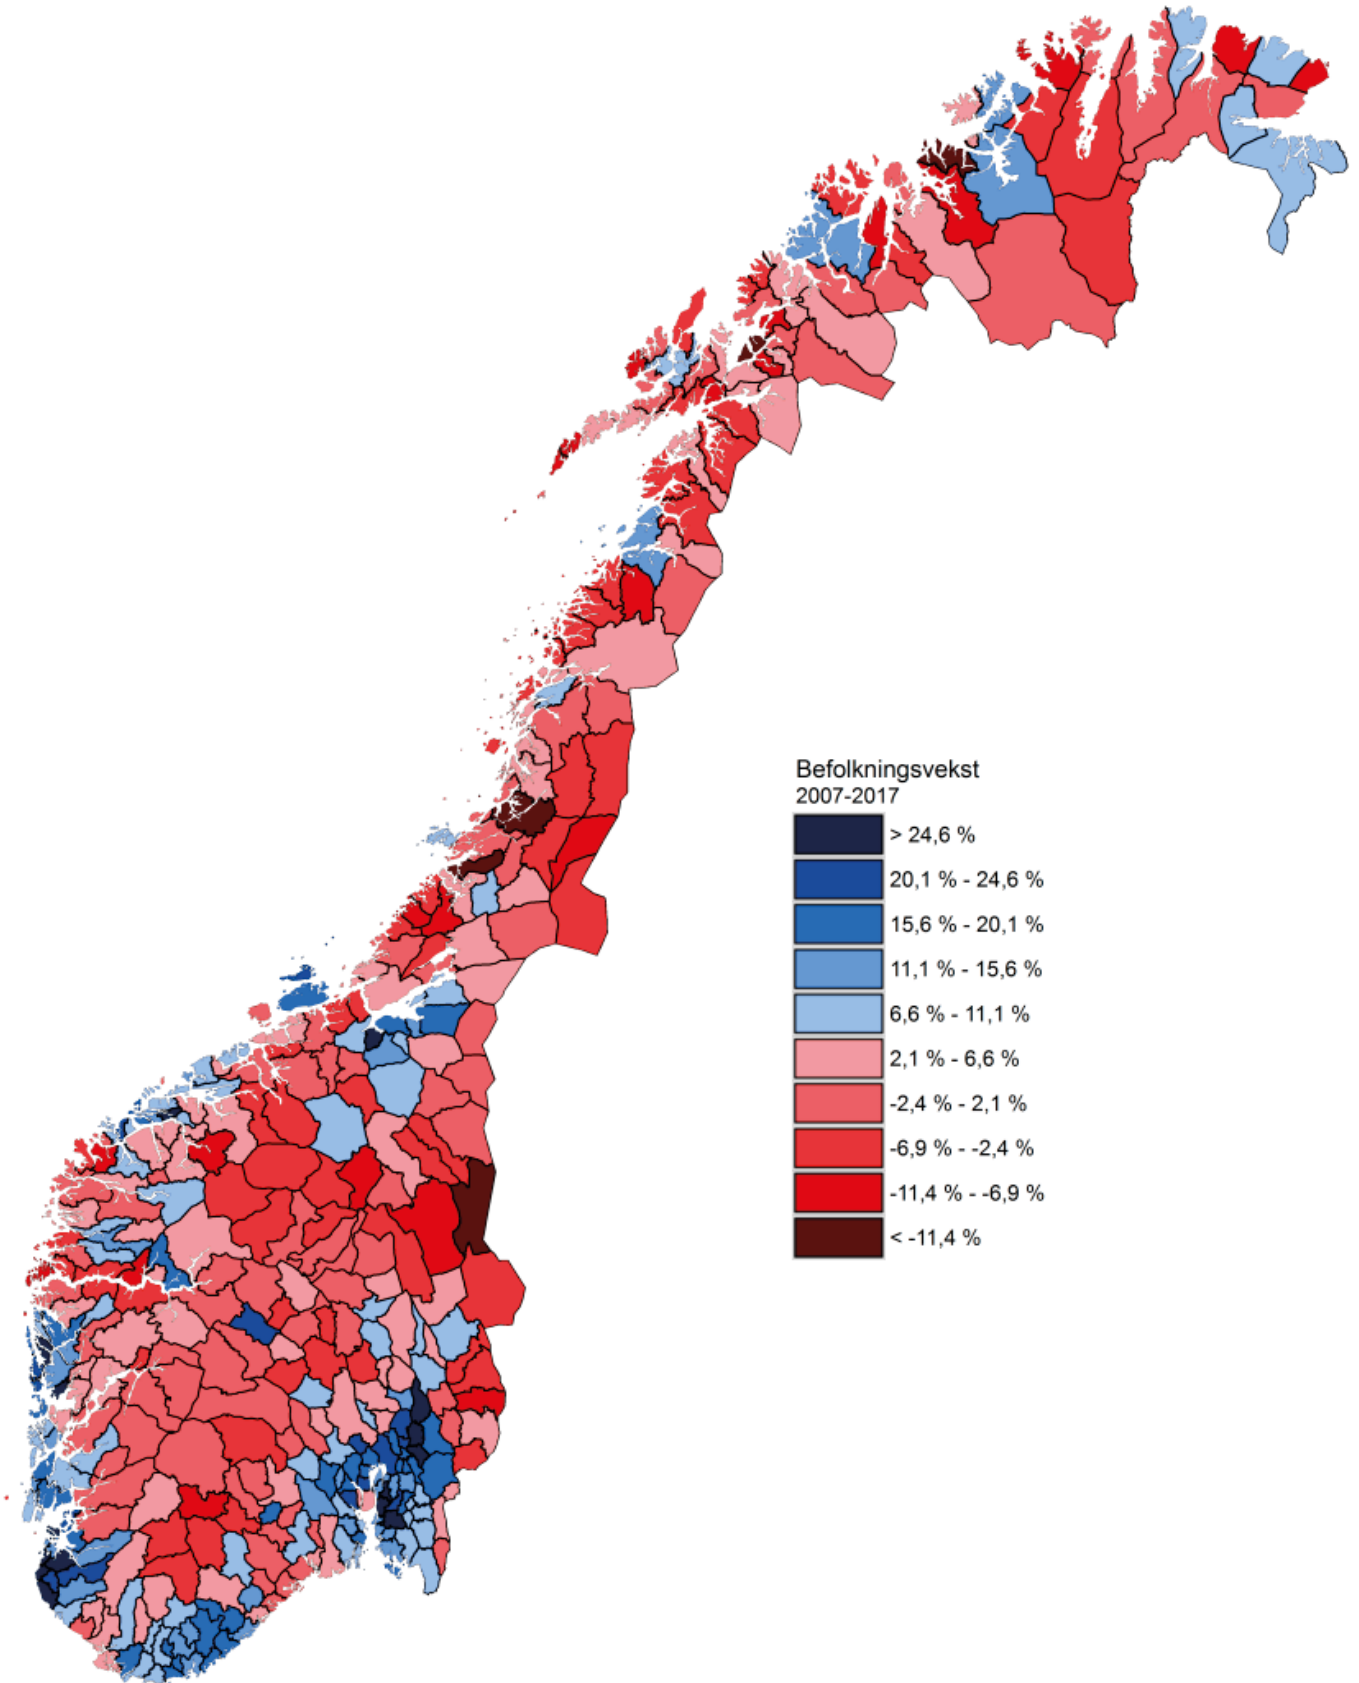 Befolkningsvekst
2007-2017
> 24,6 %
20,1 % - 24,6 %
15,6 % - 20,1 %
11,1 % - 15,6 %
6,6 % - 11,1 %
2,1 % - 6,6 %
-2,4 % - 2,1 %
-6,9 % - -2,4 %
-11,4 % - -6,9 %
< -11,4 %